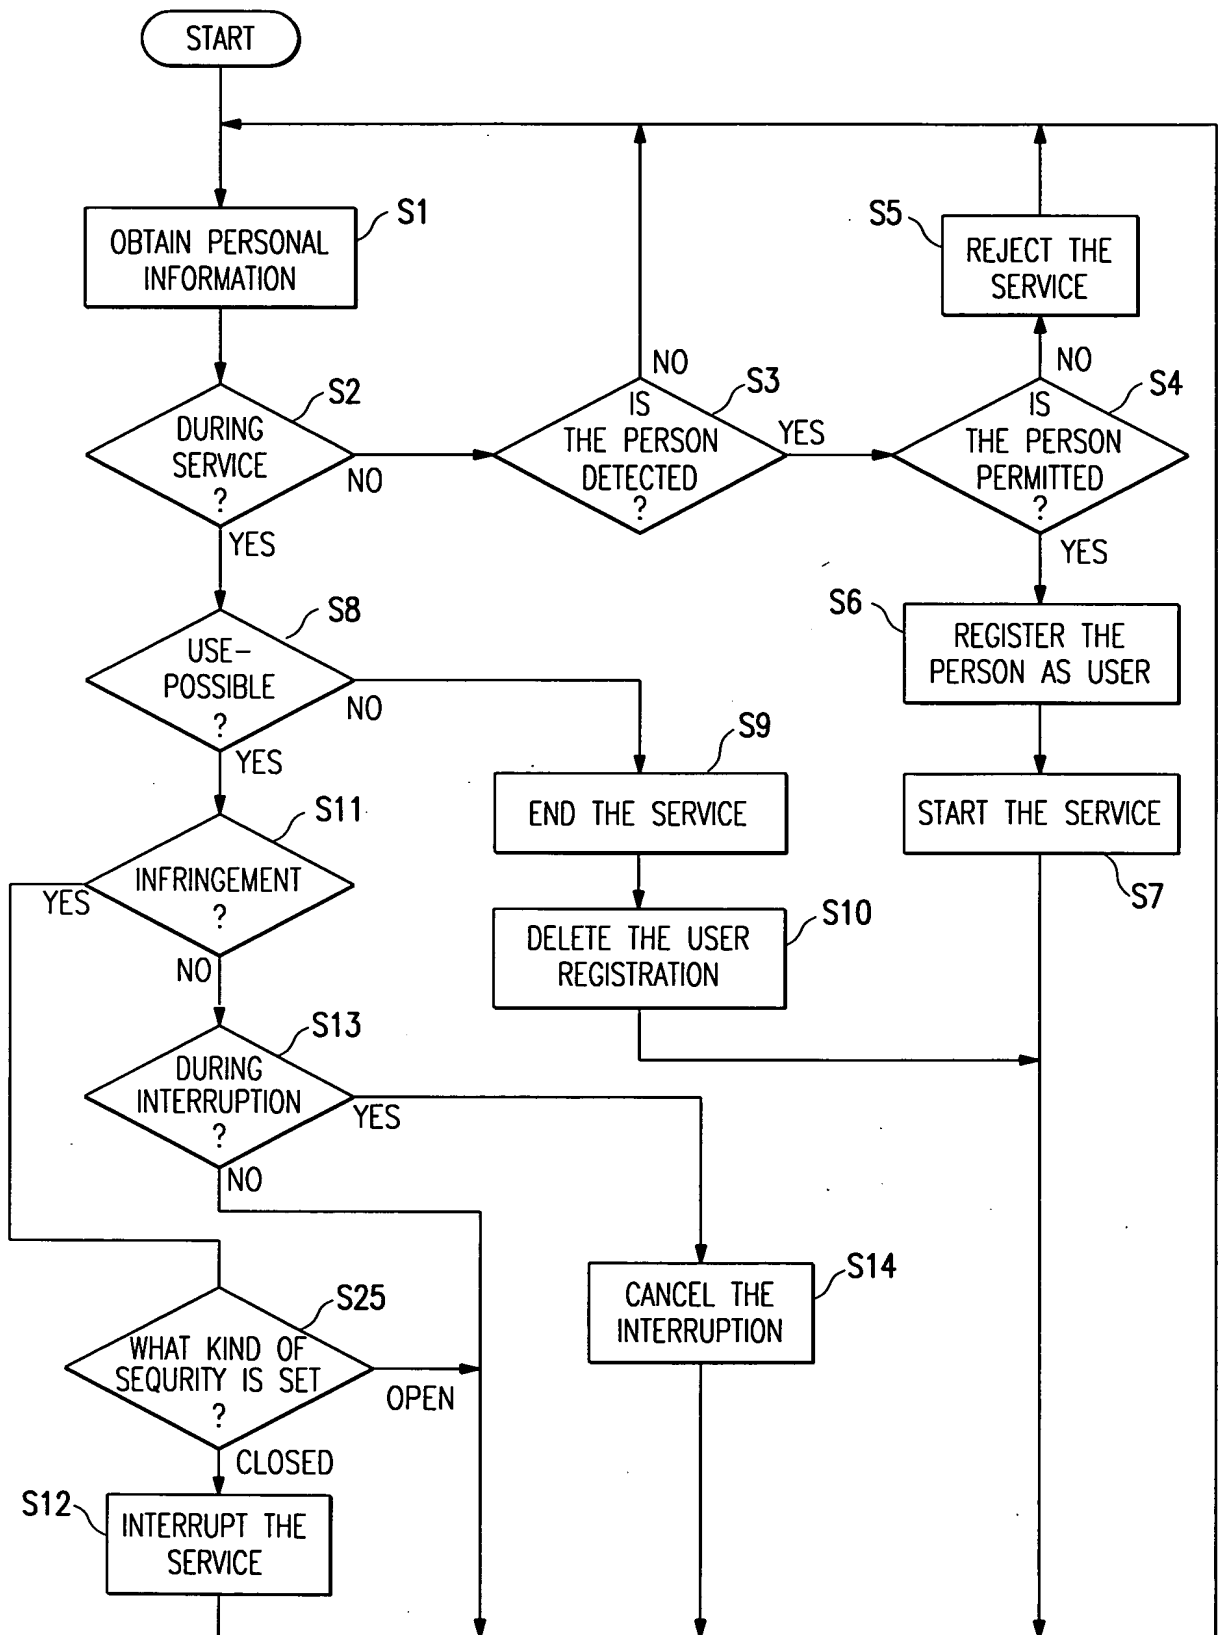 START
S1
OBTAIN PERSONAL
INFORMATION
S5
REJECT THE
SERVICE
NO
S2
DURING
SERVICE
?
NO
YES
S3
IS
THE PERSON
DETECTED
?
YES
NO
S4
IS
THE PERSON
PERMITTED
?
YES
S6
REGISTER THE
PERSON AS USER
S8
USE-
POSSIBLE
?
NO
YES
S9
END THE SERVICE
START THE SERVICE
S7
S11
INFRINGEMENT
?
YES
NO
S10
DELETE THE USER
REGISTRATION
S13
DURING
INTERRUPTION
?
YES
NO
S14
CANCEL THE
INTERRUPTION
S25
WHAT KIND OF
SEQURITY IS SET
?
OPEN
CLOSED
S12
INTERRUPT THE
SERVICE